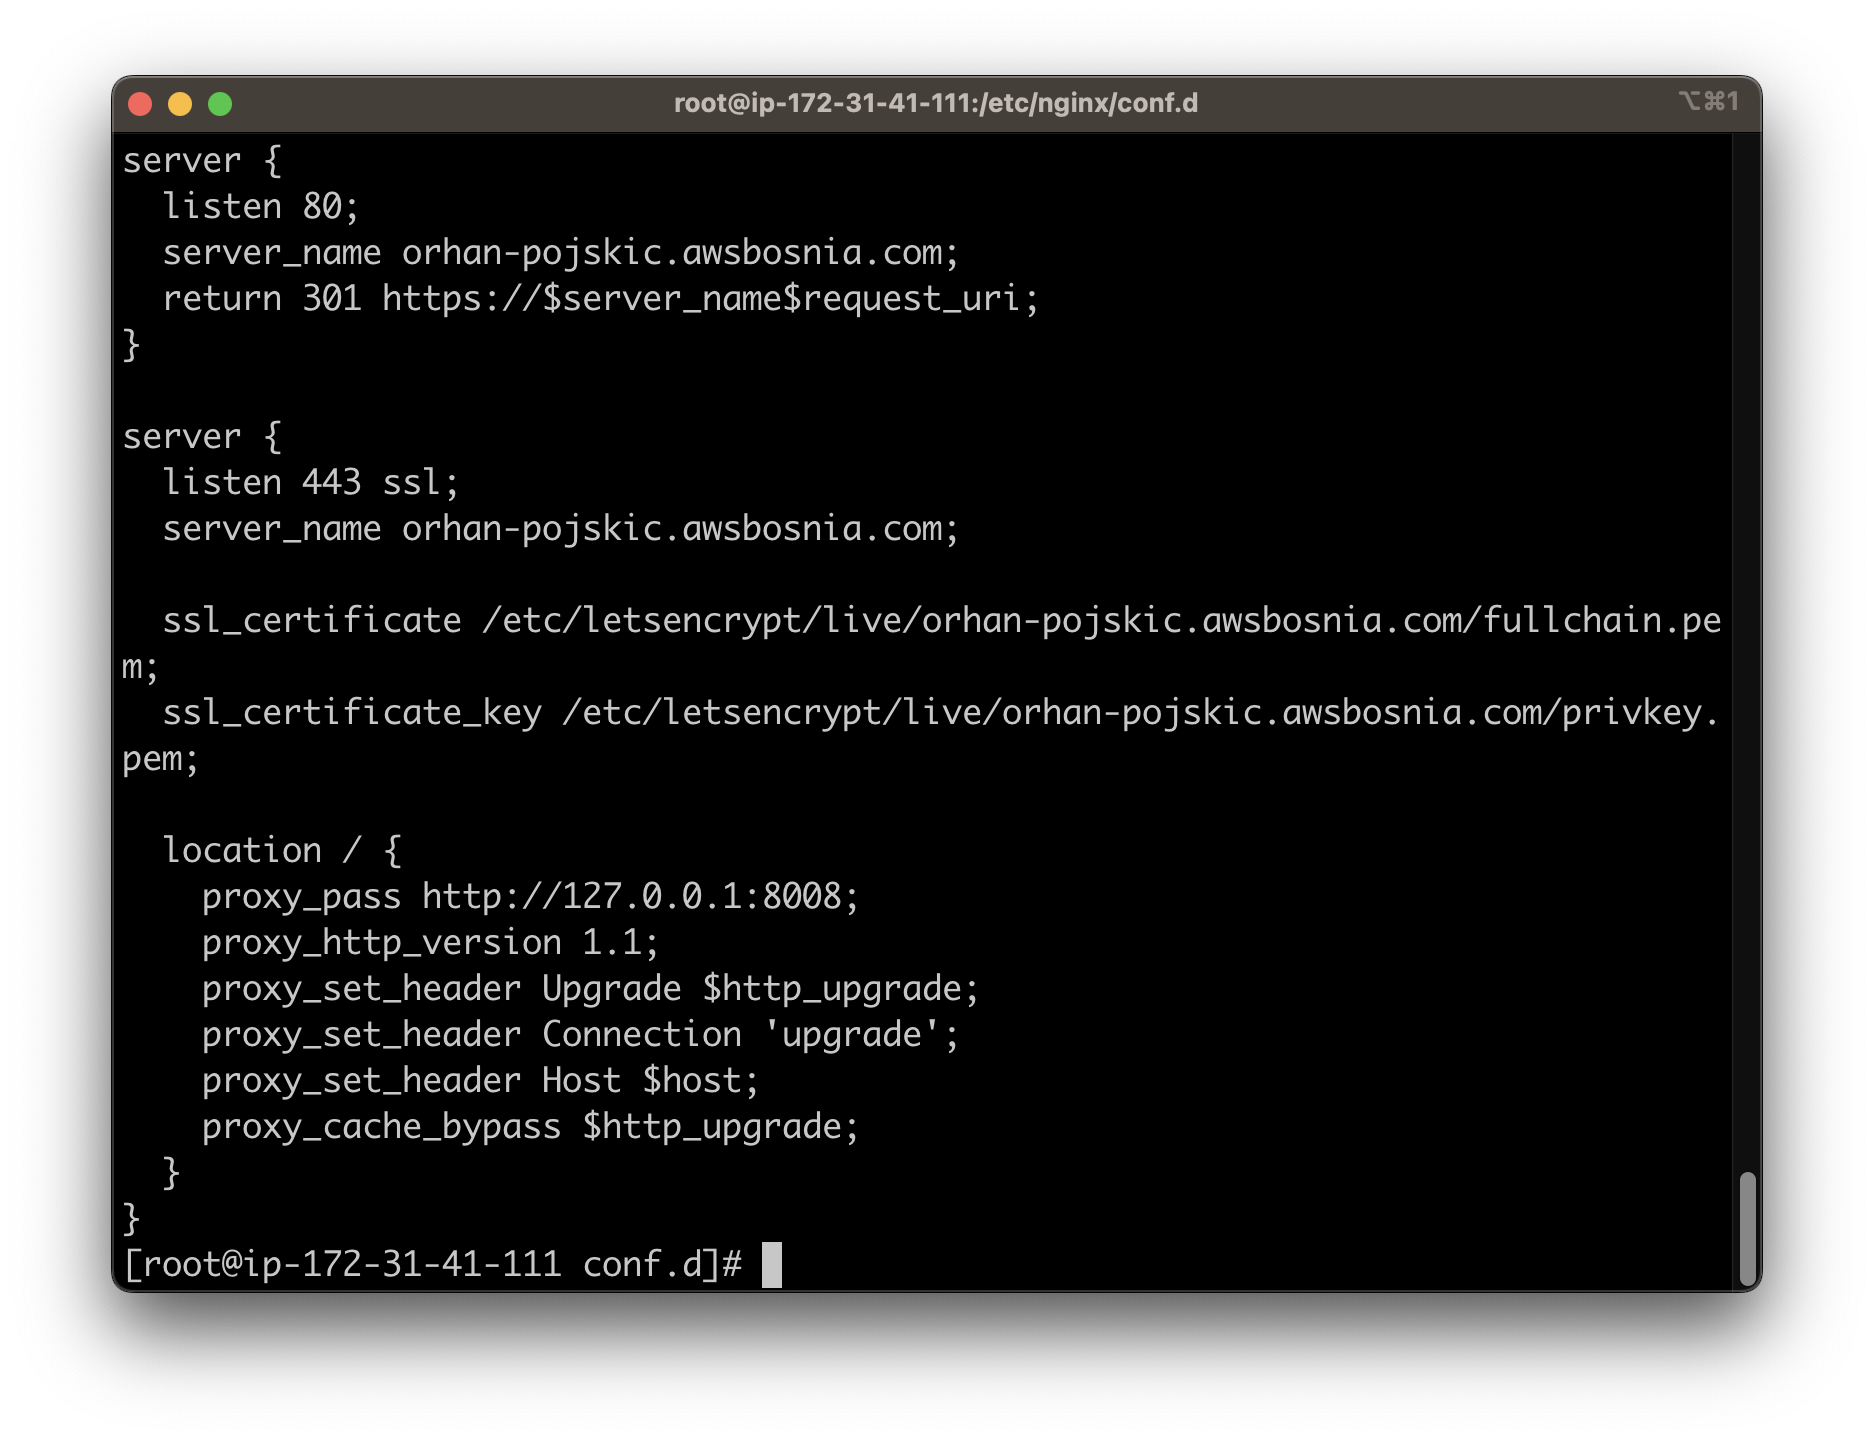 root@ip-172-31-41-111:/etc/nginx/conf.d
⌥⌘1
server {
  listen 80;
  server_name orhan-pojskic.awsbosnia.com;
  return 301 https://$server_name$request_uri;
}

server {
  listen 443 ssl;
  server_name orhan-pojskic.awsbosnia.com;

  ssl_certificate /etc/letsencrypt/live/orhan-pojskic.awsbosnia.com/fullchain.pe
m;
  ssl_certificate_key /etc/letsencrypt/live/orhan-pojskic.awsbosnia.com/privkey.
pem;

  location / {
    proxy_pass http://127.0.0.1:8008;
    proxy_http_version 1.1;
    proxy_set_header Upgrade $http_upgrade;
    proxy_set_header Connection 'upgrade';
    proxy_set_header Host $host;
    proxy_cache_bypass $http_upgrade;
  }
}
[root@ip-172-31-41-111 conf.d]#